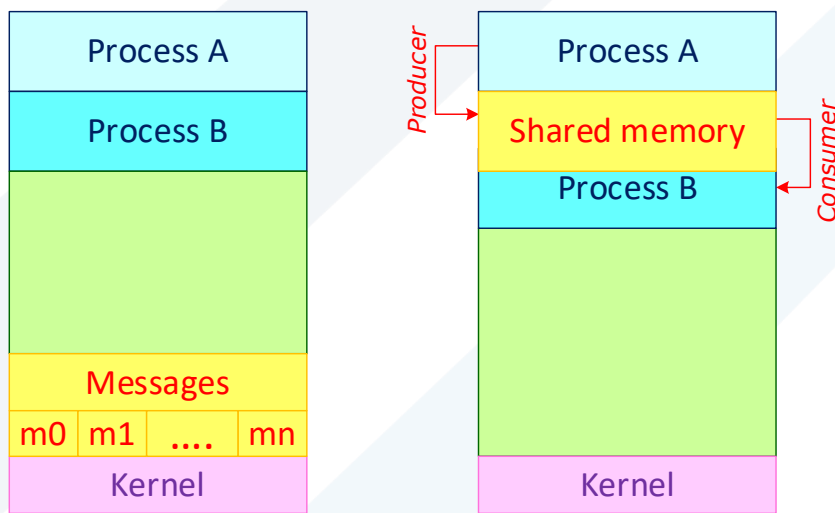 Process A
Process B
Messages
m0 m1 .... mn
Kernel
Producer
Process A
Shared memory
Process B
Consumer
Kernel